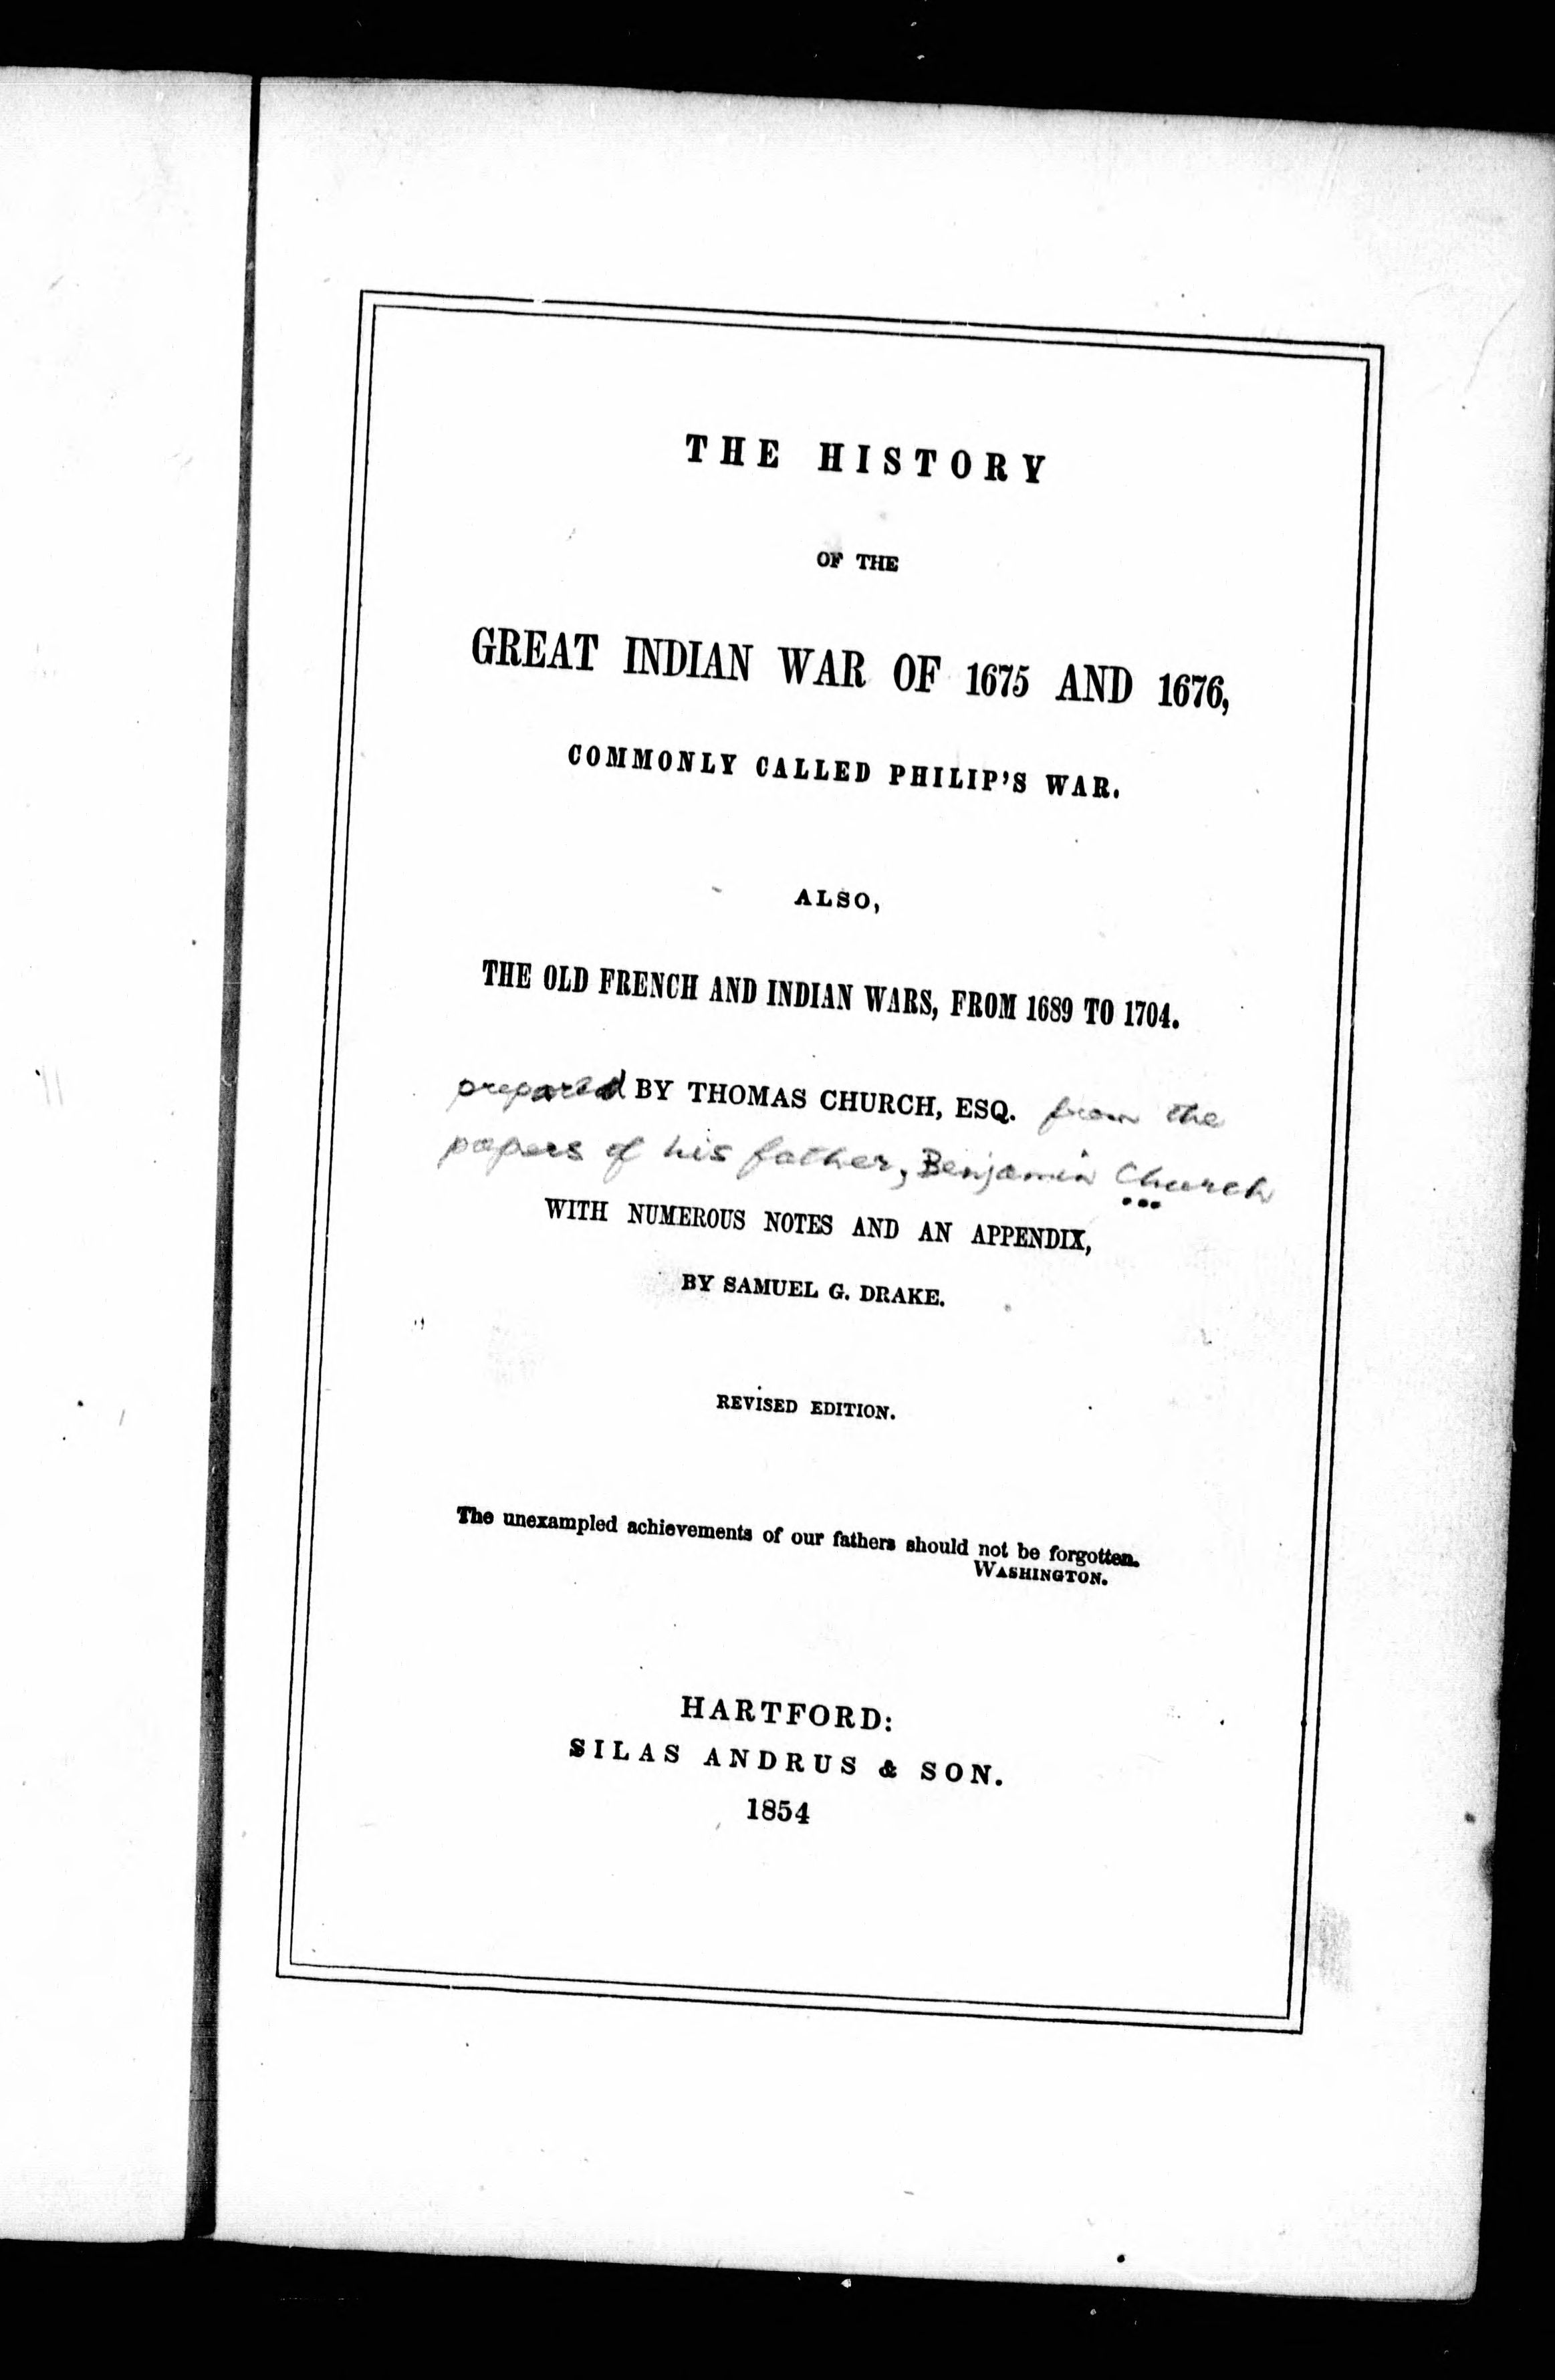 THE HISTORY
OF THE
GREAT INDIAN WAR OF 1675 AND 1676,
COMMONLY CALLED PHILIP'S WAR.
ALSO,
THE OLD FRENCH AND INDIAN WARS, FROM 1689 TO 1704.
prepared BY THOMAS CHURCH, ESQ. from the
papers of his father, Benjamin Church
...
WITH NUMEROUS NOTES AND AN APPENDIX,
BY SAMUEL G. DRAKE.
REVISED EDITION.
The unexampled achievements of our fathers should not be forgotten.
WASHINGTON.
HARTFORD:
SILAS ANDRUS & SON.
1854